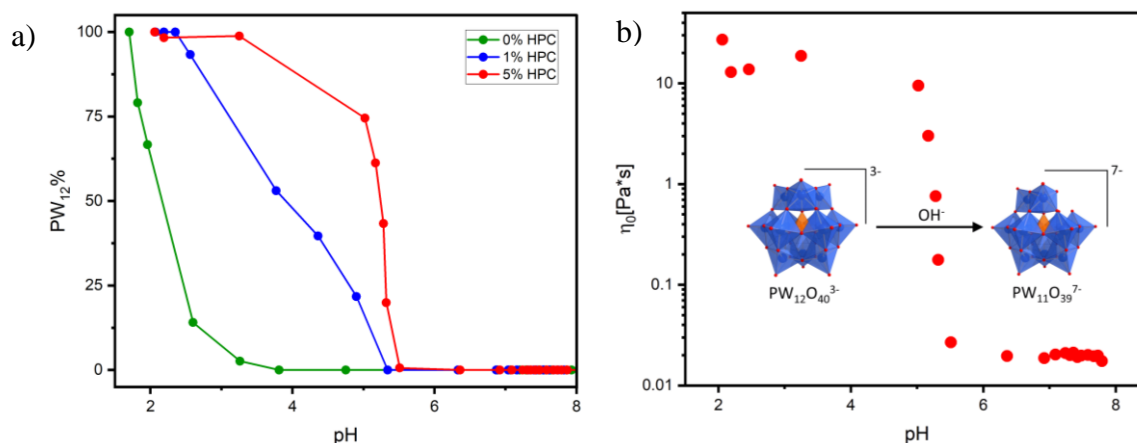 a)
100
75
50
25
0
PW₁₂%
0% HPC
1% HPC
5% HPC
2 4 6 8
pH
b)
10
1
0.1
0.01
η₀[Pa*s]
3-
7-
OH⁻
PW₁₂O₄₀³⁻
PW₁₁O₃₉⁷⁻
2 4 6 8
pH